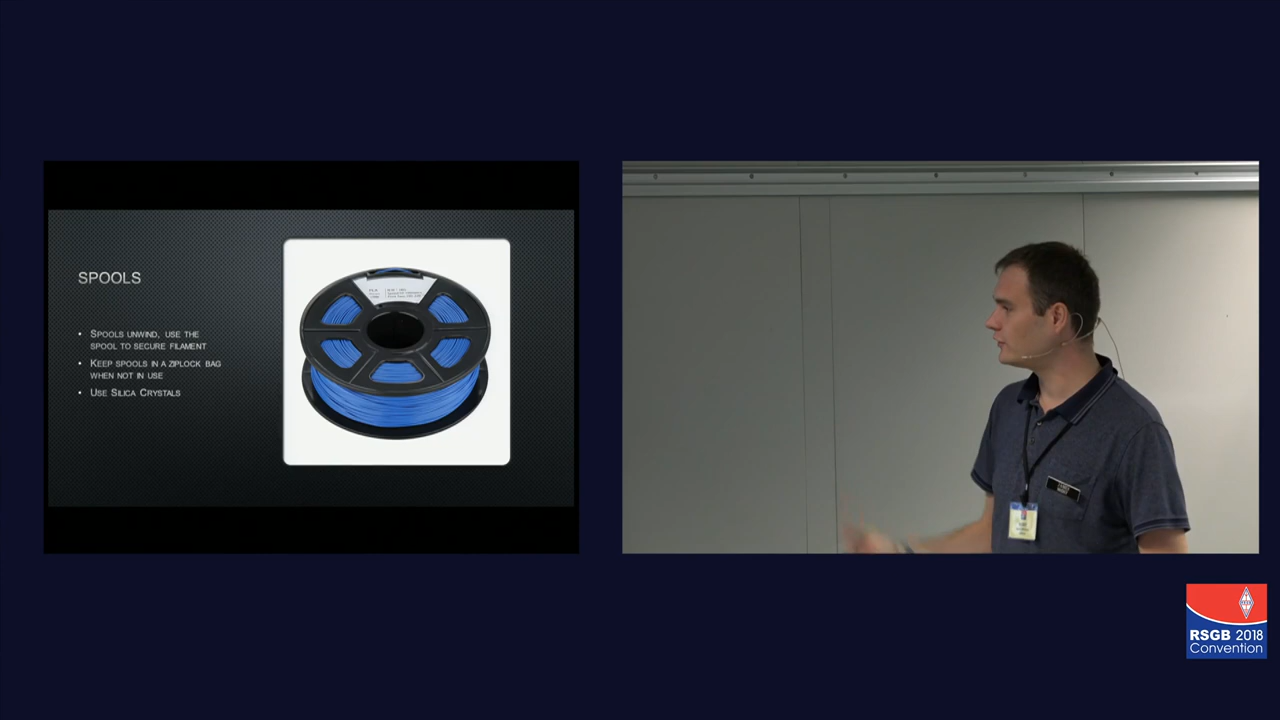 SPOOLS
• SPOOLS UNWIND, USE THE
SPOOL TO SECURE FILAMENT
• KEEP SPOOLS IN A ZIPLOCK BAG
WHEN NOT IN USE
• USE SILICA CRYSTALS
RSGB 2018
Convention